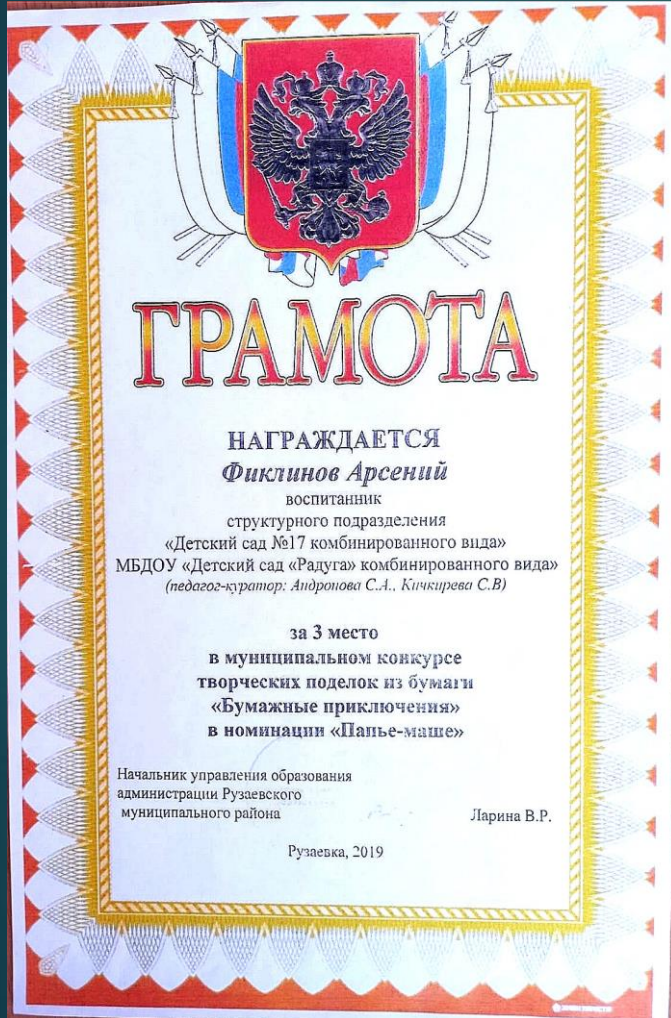 ГРАМОТА
НАГРАЖДАЕТСЯ
Фиклинов Арсений
воспитанник
структурного подразделения
«Детский сад №17 комбинированного вида»
МБДОУ «Детский сад «Радуга» комбинированного вида»
(педагог-куратор: Андронова С.А., Кичкирева С.В)
за 3 место
в муниципальном конкурсе
творческих поделок из бумаги
«Бумажные приключения»
в номинации «Папье-маше»
Начальник управления образования
администрации Рузаевского
муниципального района
Ларина В.Р.
Рузаевка, 2019